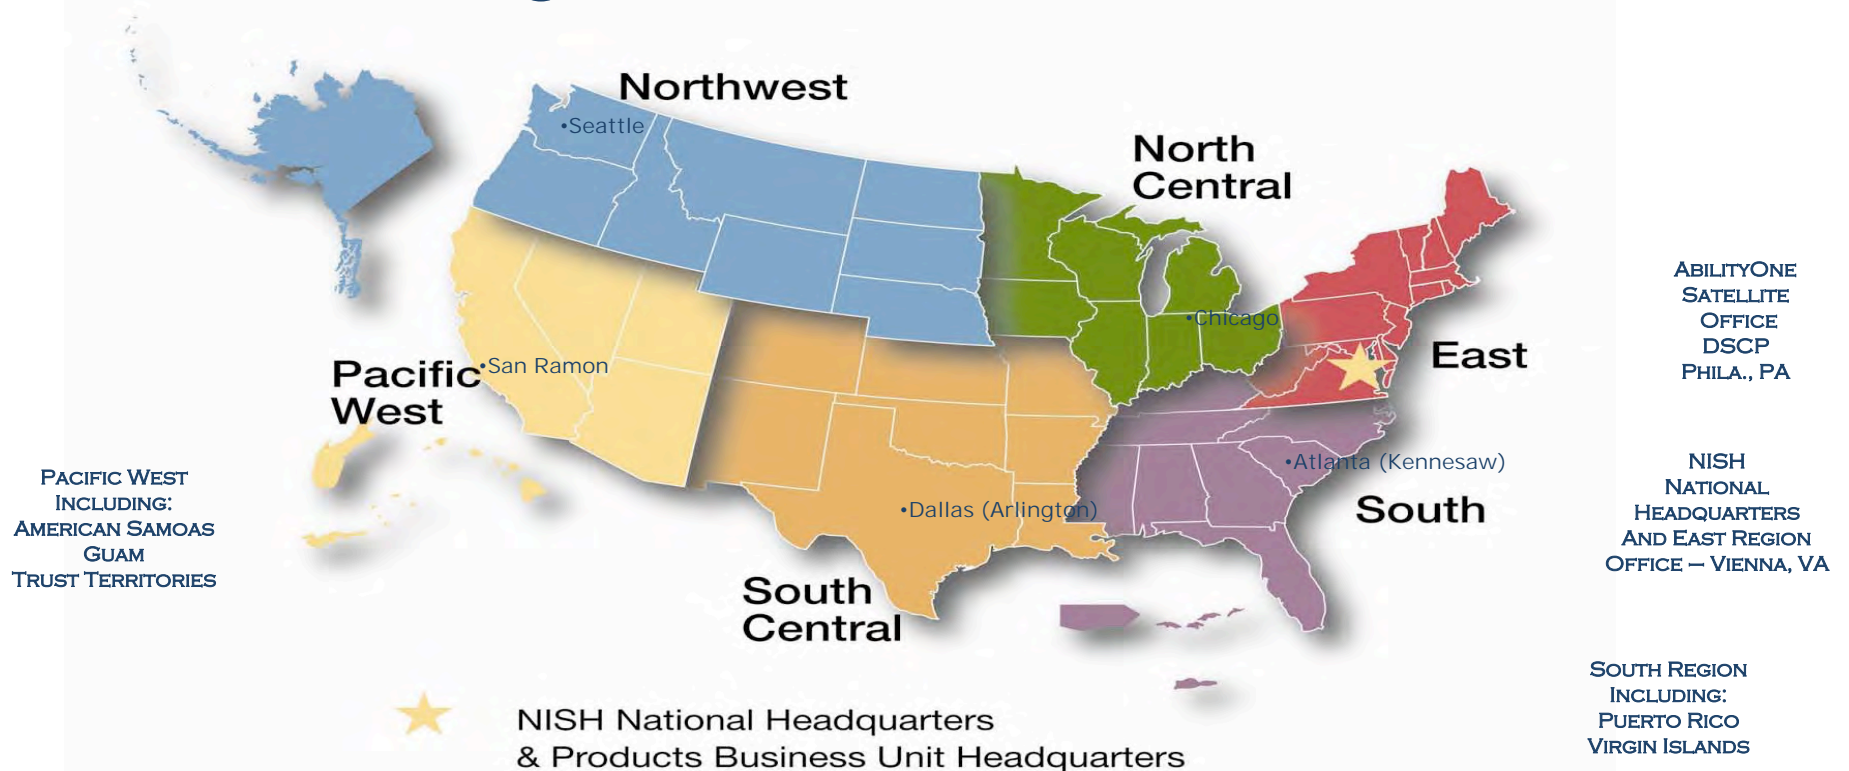 Northwest
•Seattle
North
Central
•Chicago
East
Pacific
West
•San Ramon
•Atlanta (Kennesaw)
South
•Dallas (Arlington)
South
Central
NISH National Headquarters
& Products Business Unit Headquarters
PACIFIC WEST
INCLUDING:
AMERICAN SAMOAS
GUAM
TRUST TERRITORIES
ABILITYONE
SATELLITE
OFFICE
DSCP
PHILA., PA
NISH
NATIONAL
HEADQUARTERS
AND EAST REGION
OFFICE – VIENNA, VA
SOUTH REGION
INCLUDING:
PUERTO RICO
VIRGIN ISLANDS